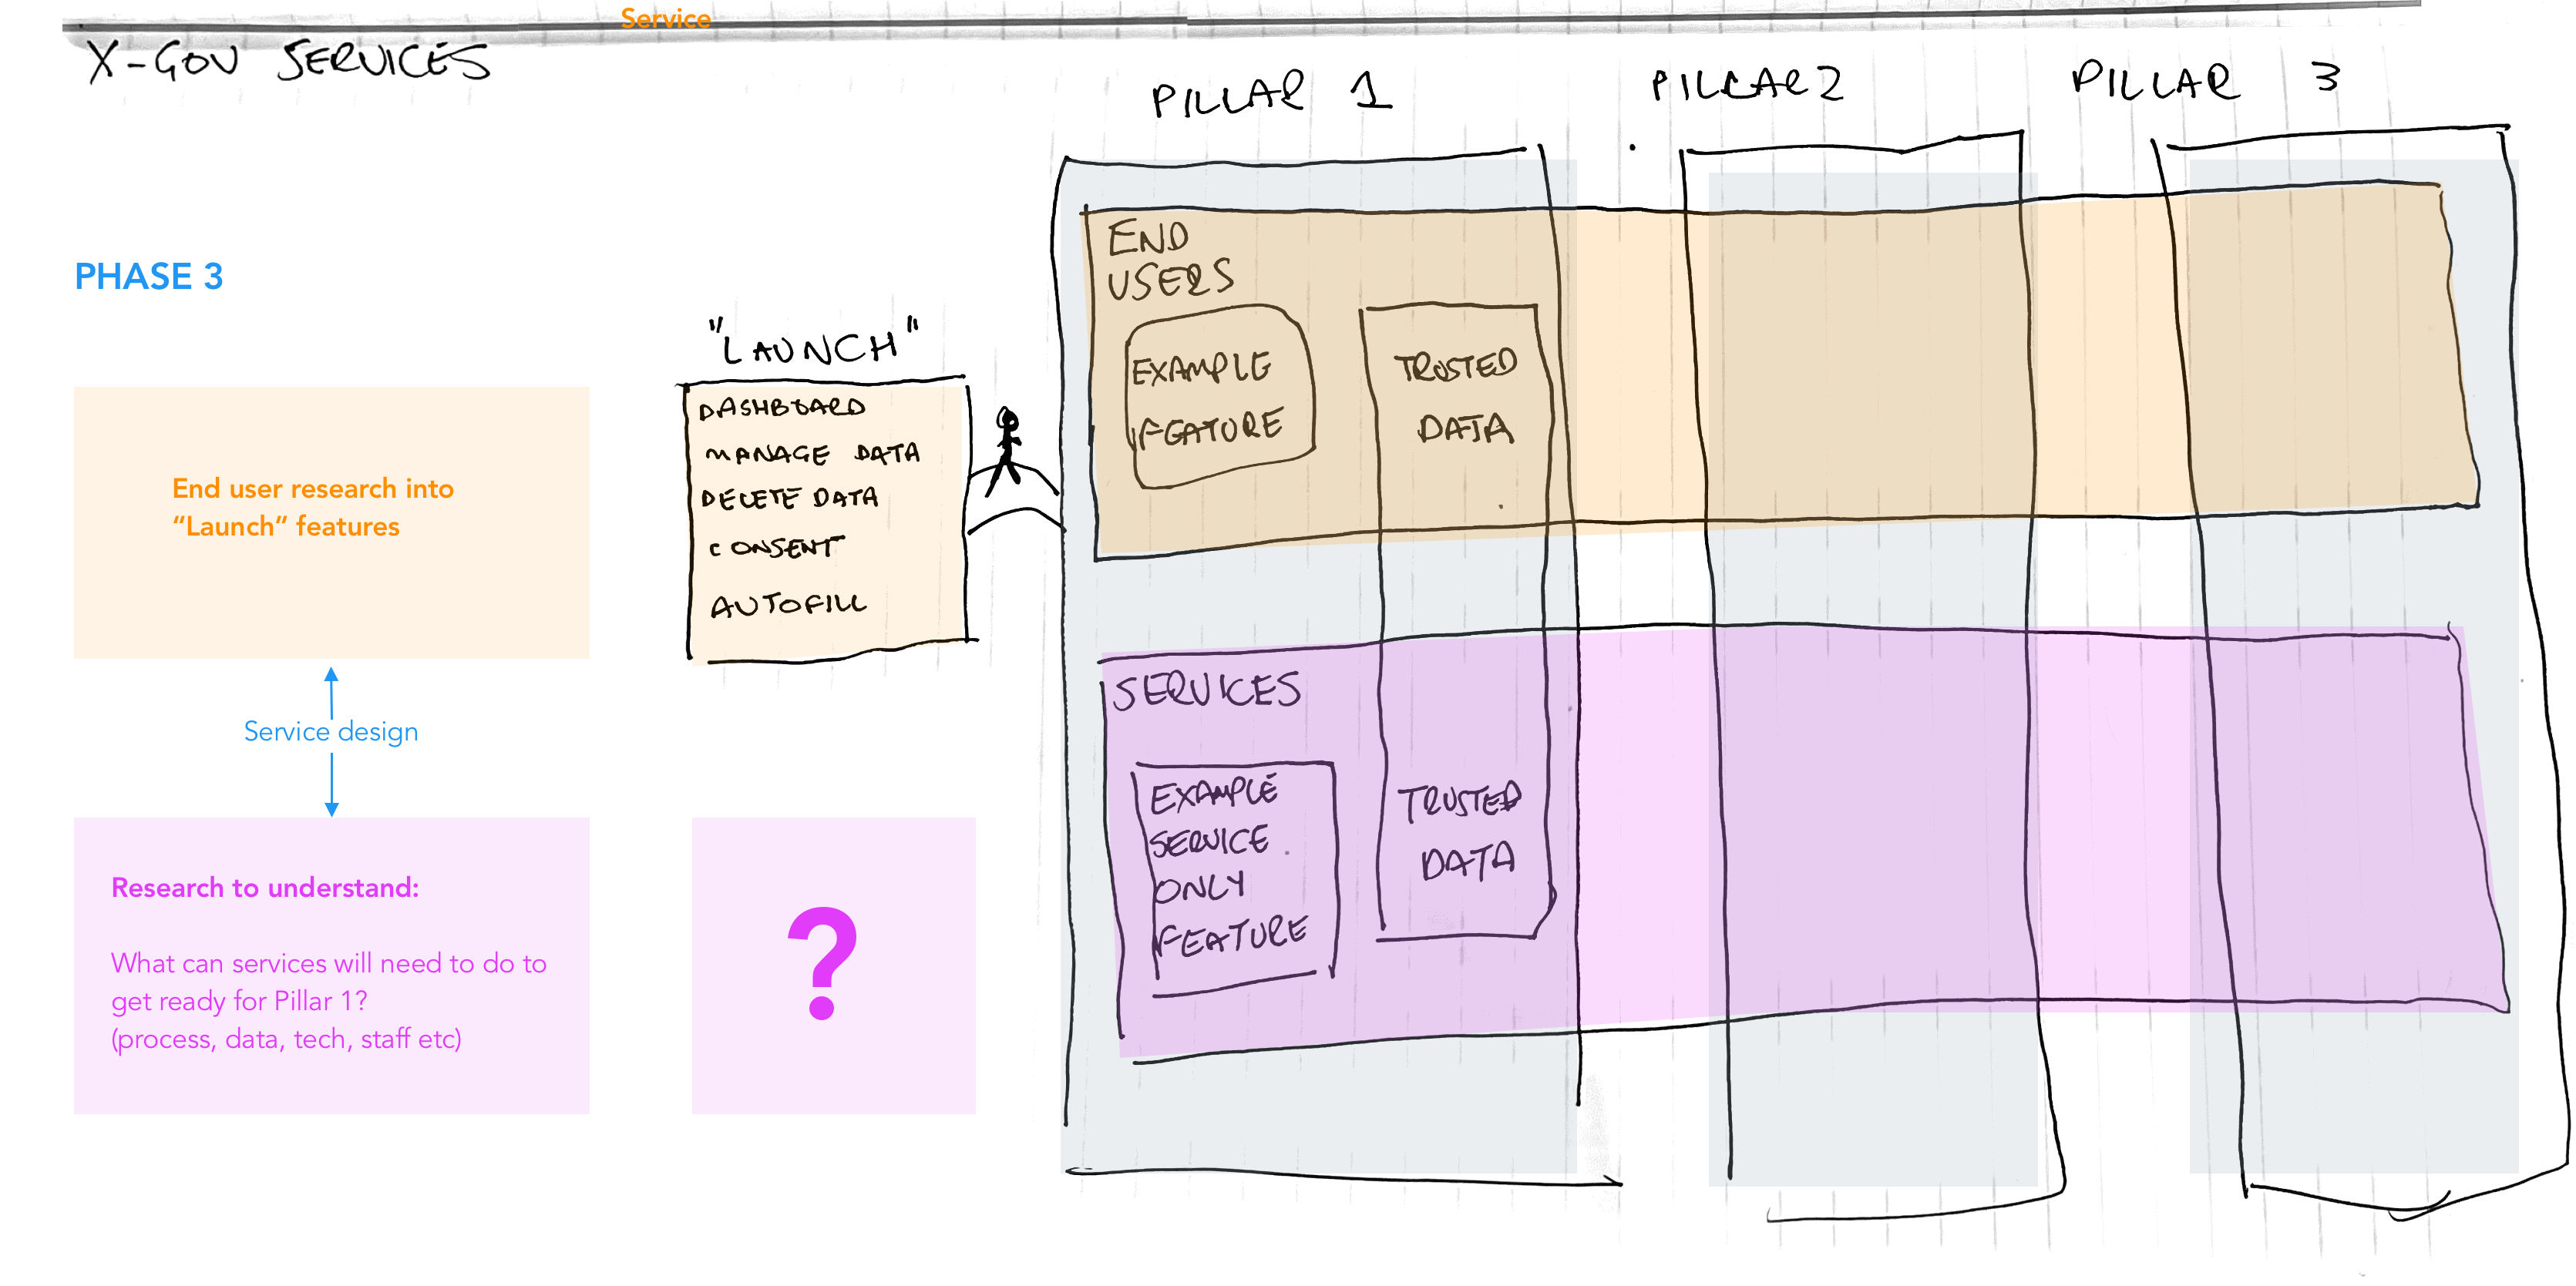 Service
X-GOV SERVICES
PILLAR 1
PILLAR 2
PILLAR 3
PHASE 3
End user research into
“Launch” features
Service design
Research to understand:
What can services will need to do to
get ready for Pillar 1?
(process, data, tech, staff etc)
"LAUNCH"
DASHBOARD
MANAGE DATA
DELETE DATA
CONSENT
AUTOFILL
?
END
USERS
EXAMPLE
FEATURE
TRUSTED
DATA
SERVICES
EXAMPLE
SERVICE
ONLY
FEATURE
TRUSTED
DATA